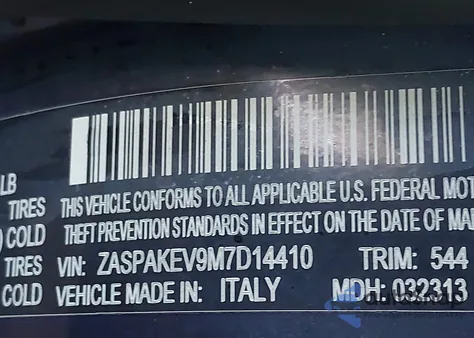 LB
TIRES THIS VEHICLE CONFORMS TO ALL APPLICABLE U.S. FEDERAL MOT
) COLD THEFT PREVENTION STANDARDS IN EFFECT ON THE DATE OF MA
TIRES VIN: ZASPAKEV9M7D14410 TRIM: 544
COLD VEHICLE MADE IN: ITALY MDH: 032313